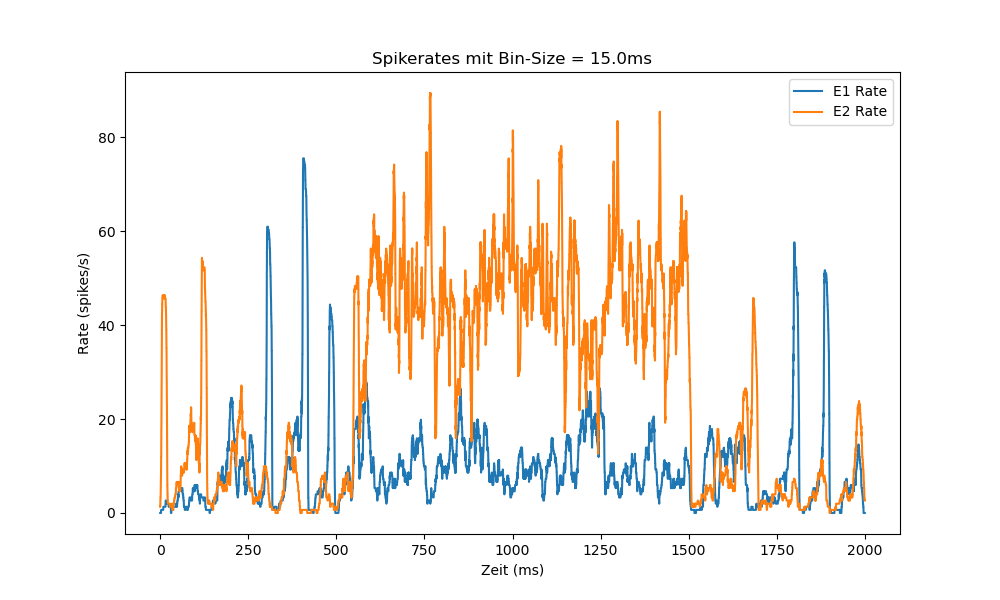 Spikerates mit Bin-Size = 15.0ms
E1 Rate
E2 Rate
Rate (spikes/s)
80
60
40
20
0
0 250 500 750 1000 1250 1500 1750 2000
Zeit (ms)